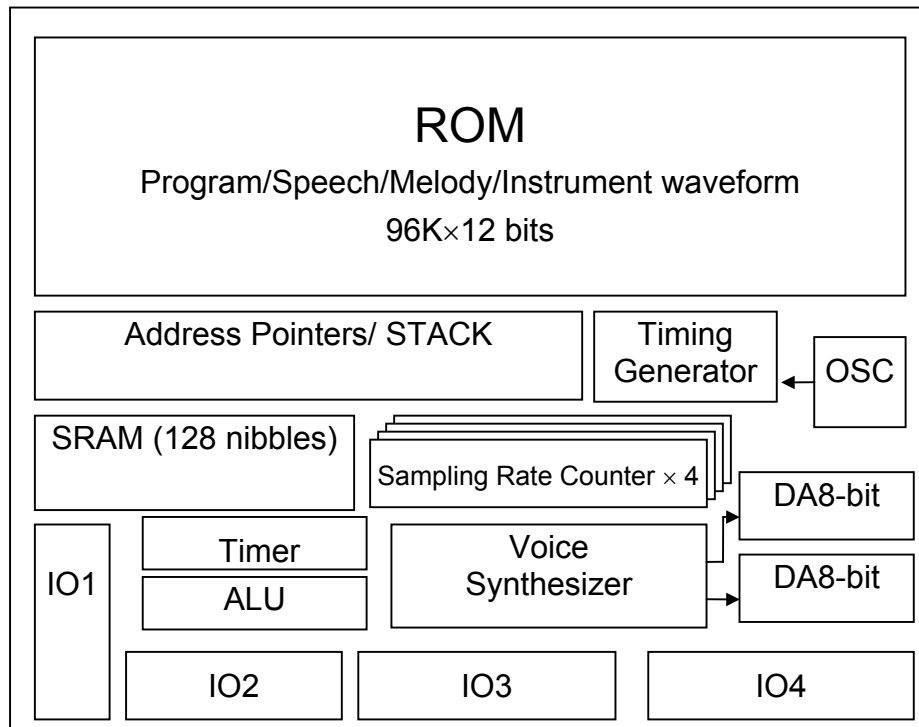 ROM
Program/Speech/Melody/Instrument waveform
96K×12 bits
Address Pointers/ STACK
Timing
Generator
OSC
SRAM (128 nibbles)
Sampling Rate Counter × 4
DA8-bit
IO1
Timer
ALU
Voice
Synthesizer
DA8-bit
IO2
IO3
IO4